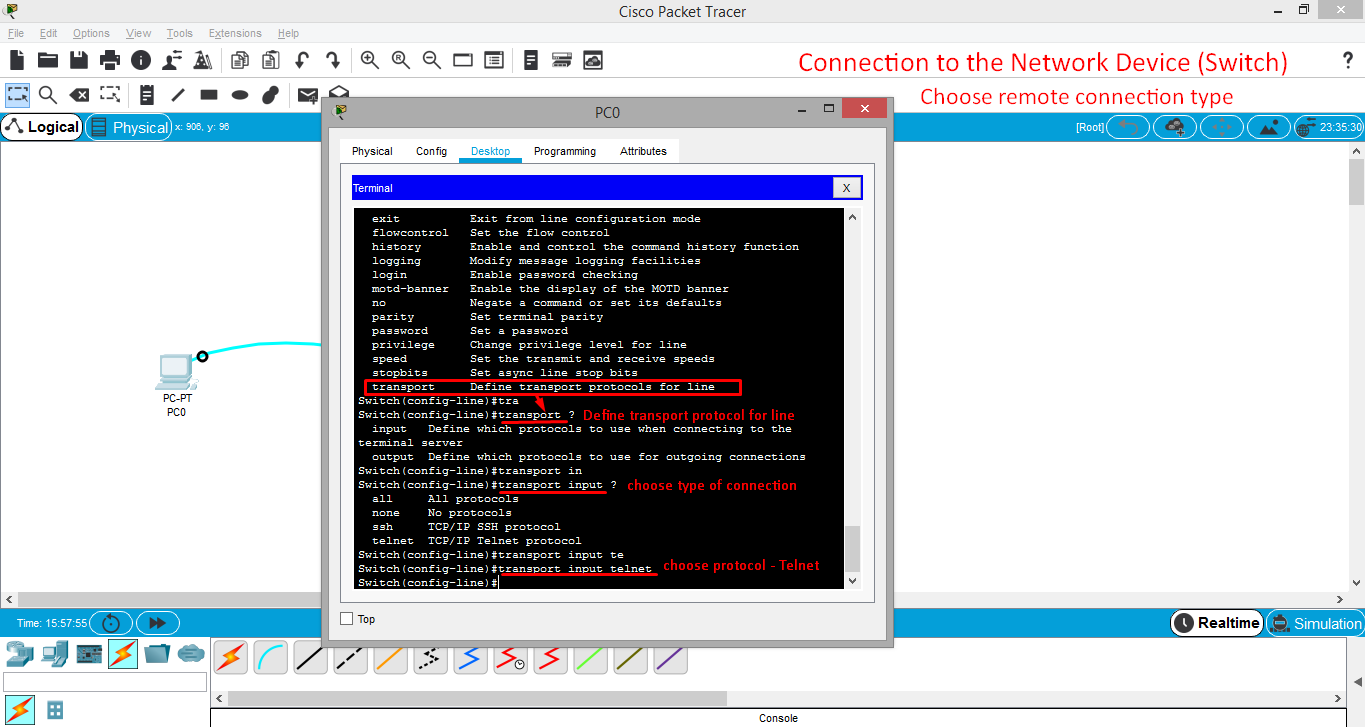 Cisco Packet Tracer
File Edit Options View Tools Extensions Help
Connection to the Network Device (Switch)
?
Choose remote connection type
Logical
Physical
x: 908, y: 98
[Root]
23:35:30
PC0
Physical Config Desktop Programming Attributes
Terminal
X
exit Exit from line configuration mode
flowcontrol Set the flow control
history Enable and control the command history function
logging Modify message logging facilities
login Enable password checking
motd-banner Enable the display of the MOTD banner
no Negate a command or set its defaults
parity Set terminal parity
password Set a password
privilege Change privilege level for line
speed Set the transmit and receive speeds
stopbits Set async line stop bits
transport Define transport protocols for line
Switch(config-line)#tra
Switch(config-line)#transport ? Define transport protocol for line
input Define which protocols to use when connecting to the
terminal server
output Define which protocols to use for outgoing connections
Switch(config-line)#transport in
Switch(config-line)#transport input ? choose type of connection
all All protocols
none No protocols
ssh TCP/IP SSH protocol
telnet TCP/IP Telnet protocol
Switch(config-line)#transport input te
Switch(config-line)#transport input telnet choose protocol - Telnet
Switch(config-line)#
PC-PT
PC0
Top
Time: 15:57:55
Realtime
Simulation
Console